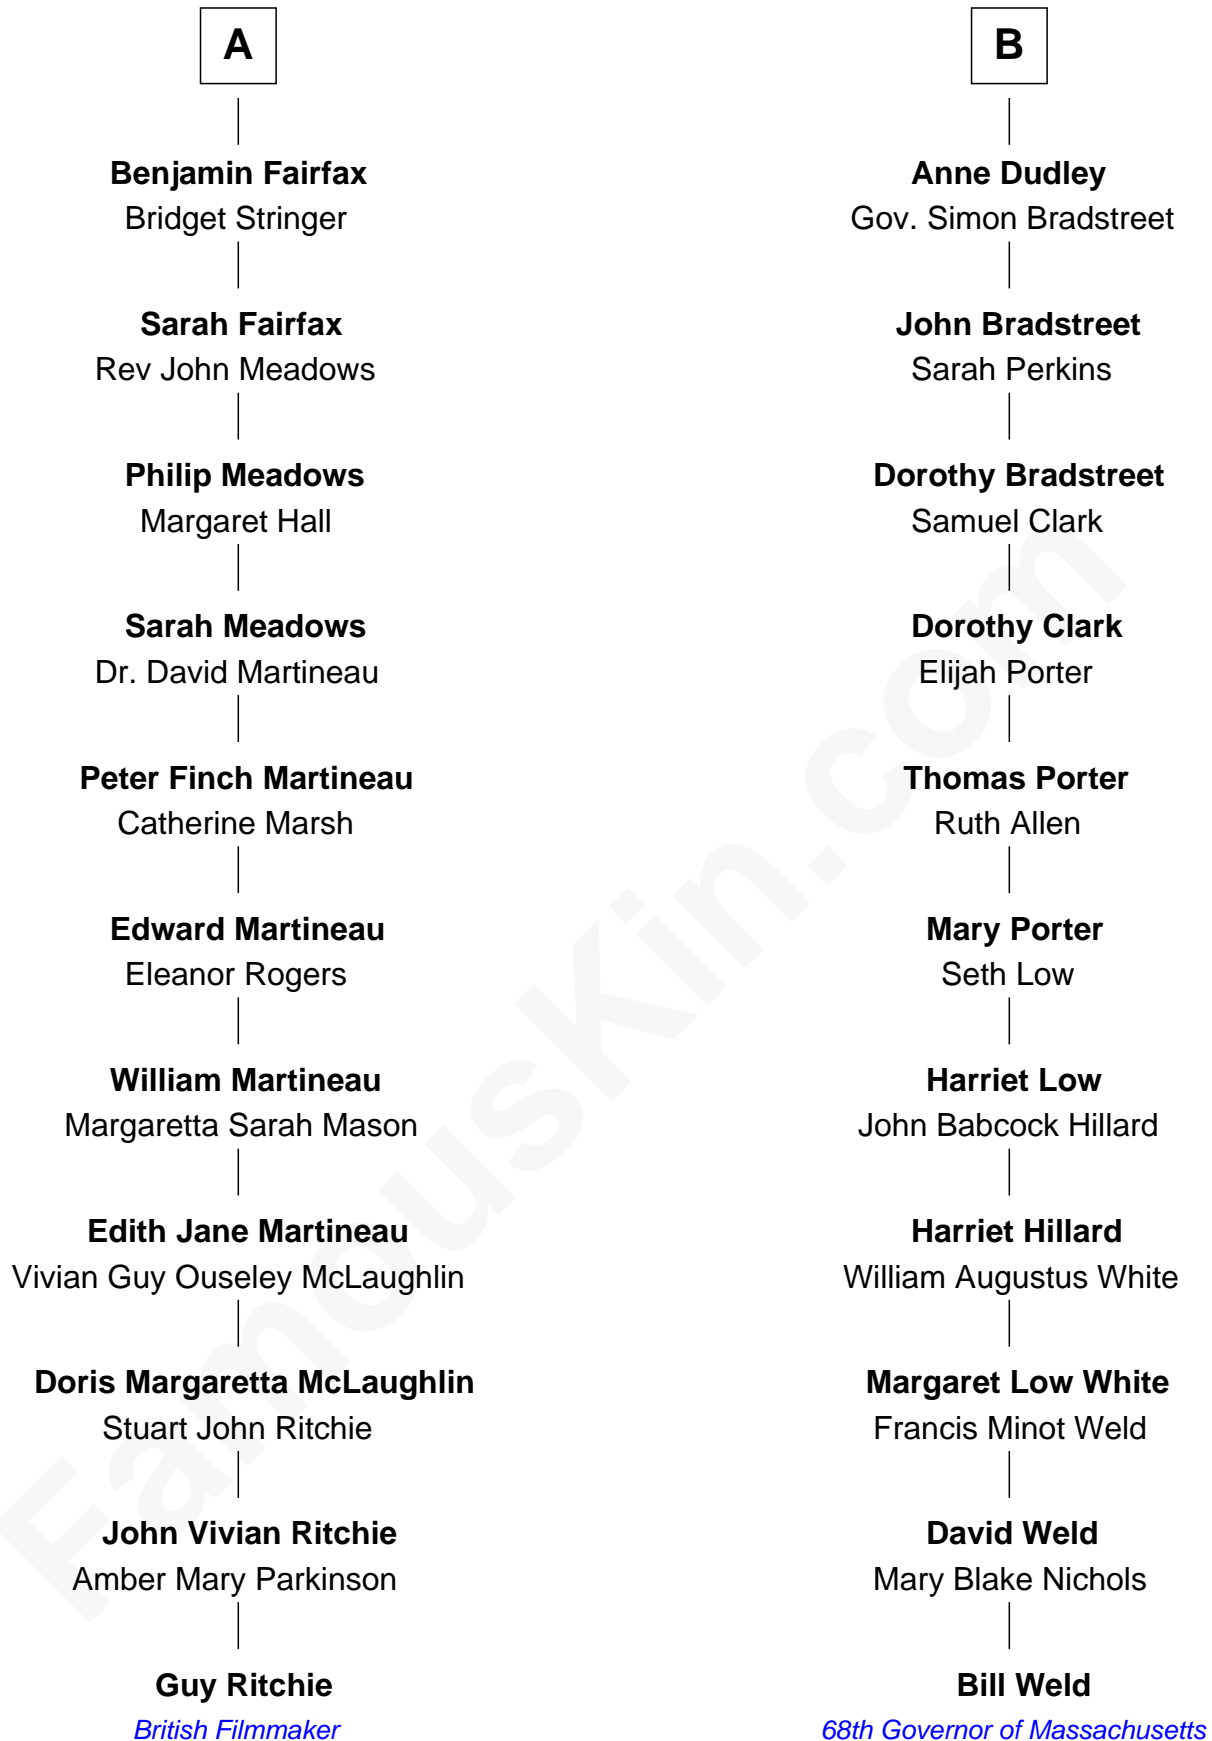 A
Benjamin Fairfax
Bridget Stringer
Sarah Fairfax
Rev John Meadows
Philip Meadows
Margaret Hall
Sarah Meadows
Dr. David Martineau
Peter Finch Martineau
Catherine Marsh
Edward Martineau
Eleanor Rogers
William Martineau
Margaretta Sarah Mason
Edith Jane Martineau
Vivian Guy Ouseley McLaughlin
Doris Margaretta McLaughlin
Stuart John Ritchie
John Vivian Ritchie
Amber Mary Parkinson
Guy Ritchie
British Filmmaker
B
Anne Dudley
Gov. Simon Bradstreet
John Bradstreet
Sarah Perkins
Dorothy Bradstreet
Samuel Clark
Dorothy Clark
Elijah Porter
Thomas Porter
Ruth Allen
Mary Porter
Seth Low
Harriet Low
John Babcock Hillard
Harriet Hillard
William Augustus White
Margaret Low White
Francis Minot Weld
David Weld
Mary Blake Nichols
Bill Weld
68th Governor of Massachusetts
FamousKin.com